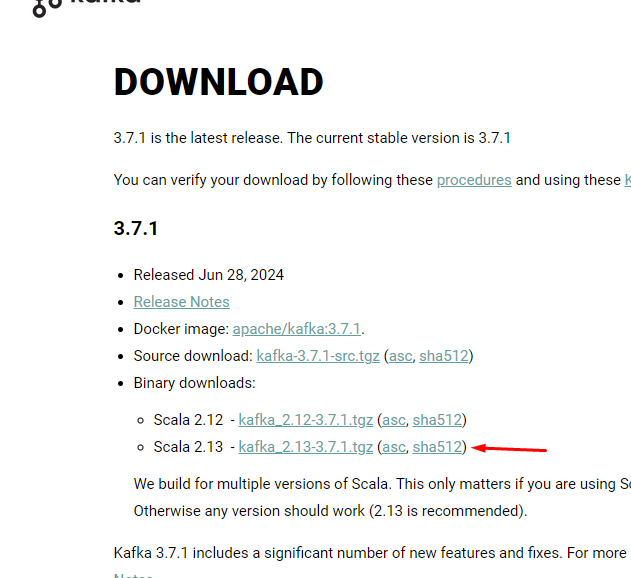 DOWNLOAD
3.7.1 is the latest release. The current stable version is 3.7.1
You can verify your download by following these procedures and using these K
3.7.1
Released Jun 28, 2024
Release Notes
Docker image: apache/kafka:3.7.1.
Source download: kafka-3.7.1-src.tgz (asc, sha512)
Binary downloads:
Scala 2.12 - kafka_2.12-3.7.1.tgz (asc, sha512)
Scala 2.13 - kafka_2.13-3.7.1.tgz (asc, sha512)
We build for multiple versions of Scala. This only matters if you are using Sc
Otherwise any version should work (2.13 is recommended).
Kafka 3.7.1 includes a significant number of new features and fixes. For more